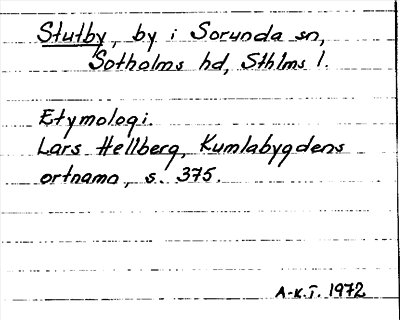 Stutby, by i Sorunda sn,
Sotholms hd, Sthlms l.
Etymologi.
Lars Hellberg, Kumlabygdens
ortnamn, s. 375.
A-K.T. 1972